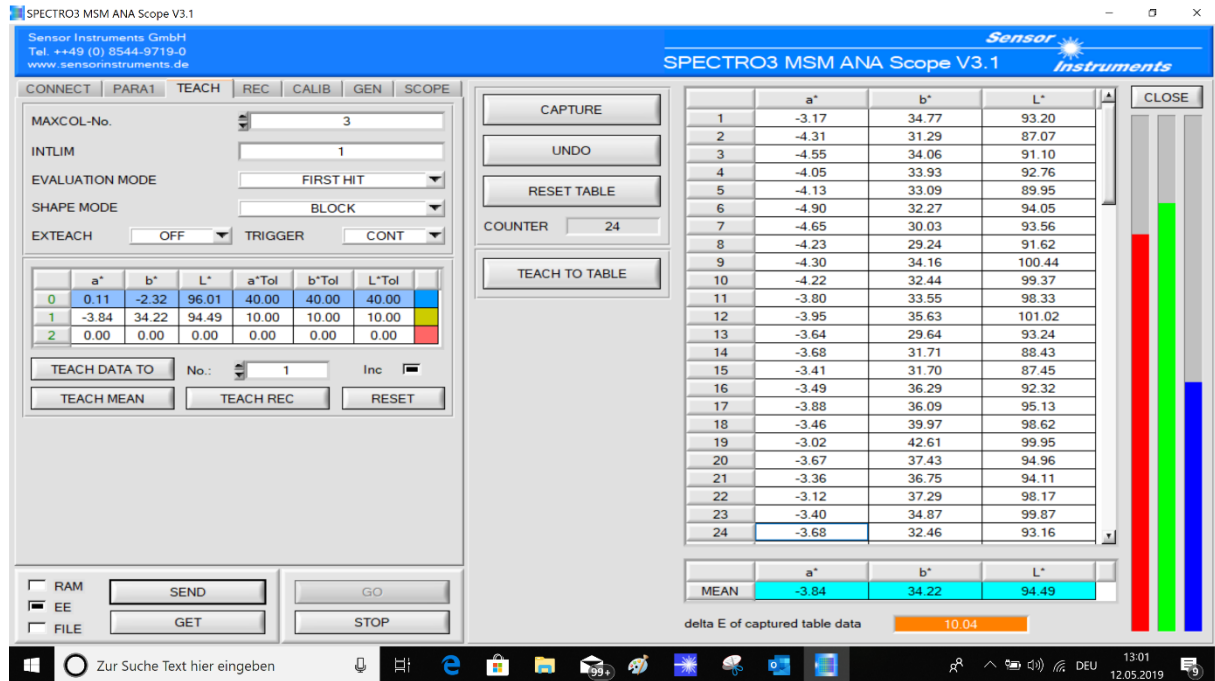 SPECTRO3 MSM ANA Scope V3.1
Sensor Instruments GmbH
Tel. ++49 (0) 8544-9719-0
www.sensorinstruments.de
SPECTRO3 MSM ANA Scope V3.1
Sensor
Instruments
CONNECT PARA1 TEACH REC CALIB GEN SCOPE
MAXCOL-No. 3
INTLIM 1
EVALUATION MODE FIRST HIT
SHAPE MODE BLOCK
EXTEACH OFF TRIGGER CONT
a* b* L* a*Tol b*Tol L*Tol
0 0.11 -2.32 96.01 40.00 40.00 40.00
1 -3.84 34.22 94.49 10.00 10.00 10.00
2 0.00 0.00 0.00 0.00 0.00 0.00
TEACH DATA TO No.: 1 Inc
TEACH MEAN TEACH REC RESET
RAM
EE
FILE
SEND
GET
GO
STOP
CAPTURE
UNDO
RESET TABLE
COUNTER 24
TEACH TO TABLE
a* b* L*
1 -3.17 34.77 93.20
2 -4.31 31.29 87.07
3 -4.55 34.06 91.10
4 -4.05 33.93 92.76
5 -4.13 33.09 89.95
6 -4.90 32.27 94.05
7 -4.65 30.03 93.56
8 -4.23 29.24 91.62
9 -4.30 34.16 100.44
10 -4.22 32.44 99.37
11 -3.80 33.55 98.33
12 -3.95 35.63 101.02
13 -3.64 29.64 93.24
14 -3.68 31.71 88.43
15 -3.41 31.70 87.45
16 -3.49 36.29 92.32
17 -3.88 36.09 95.13
18 -3.46 39.97 98.62
19 -3.02 42.61 99.95
20 -3.67 37.43 94.96
21 -3.36 36.75 94.11
22 -3.12 37.29 98.17
23 -3.40 34.87 99.87
24 -3.68 32.46 93.16
a* b* L*
MEAN -3.84 34.22 94.49
delta E of captured table data 10.04
CLOSE
Zur Suche Text hier eingeben
99+
DEU
13:01
12.05.2019
9